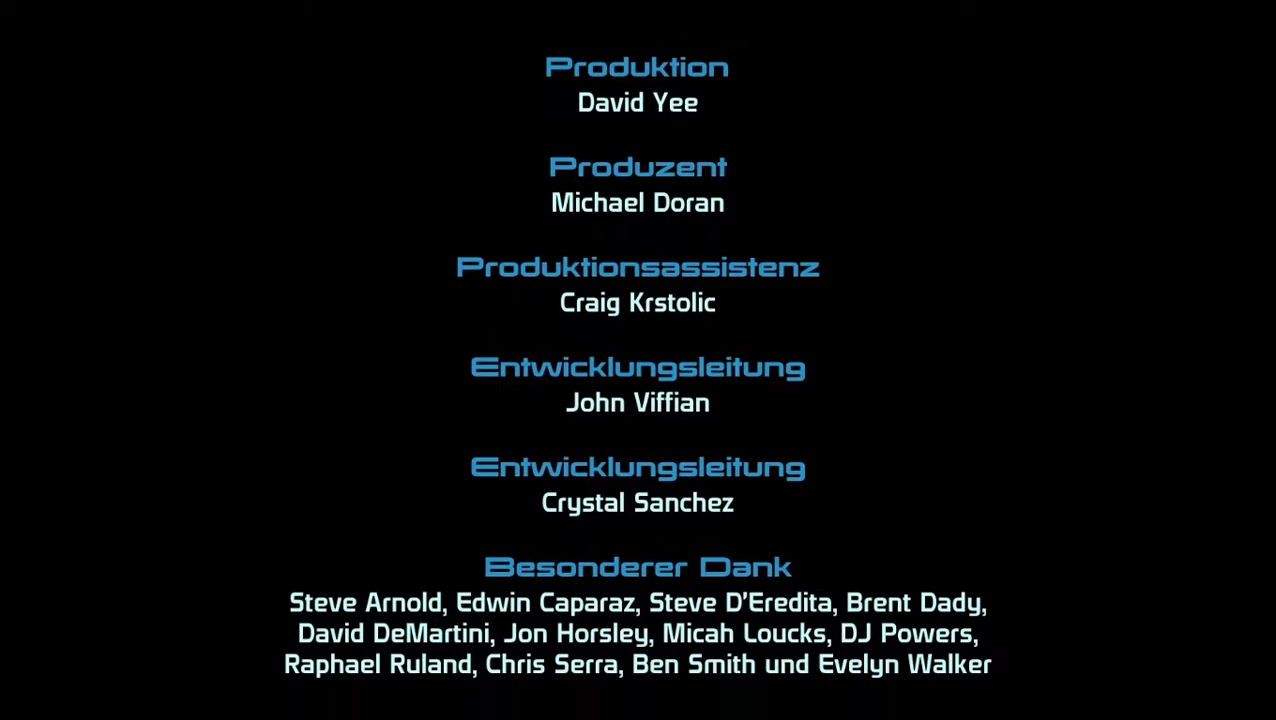 Produktion
David Yee
Produzent
Michael Doran
Produktionsassistenz
Craig Krstolic
Entwicklungsleitung
John Viffian
Entwicklungsleitung
Crystal Sanchez
Besonderer Dank
Steve Arnold, Edwin Caparaz, Steve D'Eredita, Brent Dady,
David DeMartini, Jon Horsley, Micah Loucks, DJ Powers,
Raphael Ruland, Chris Serra, Ben Smith und Evelyn Walker